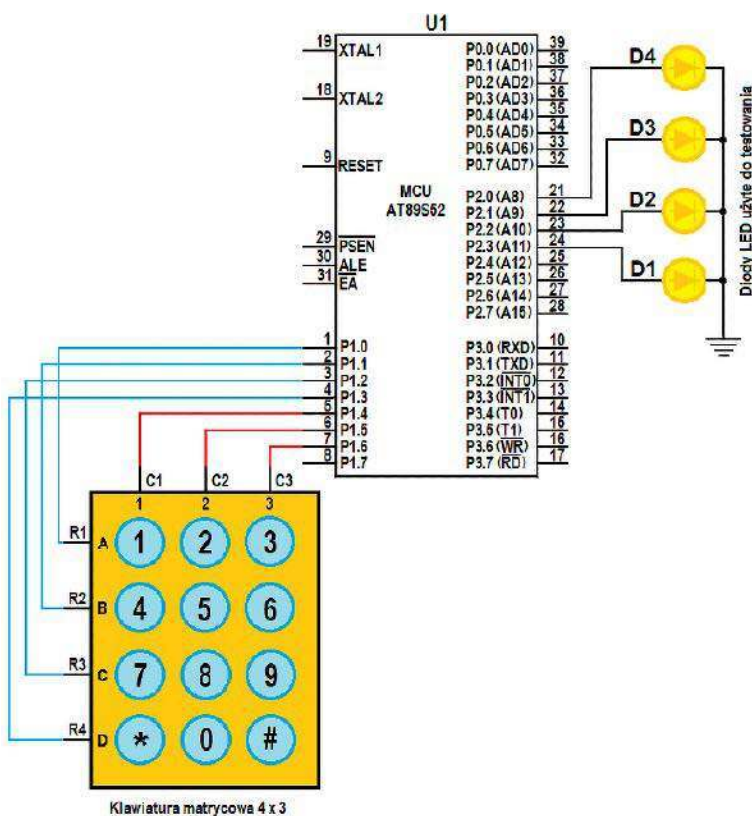 U1
19 XTAL1
18 XTAL2
9 RESET
MCU
AT89S52
29 PSEN
30 ALE
31 EA
1 P1.0
2 P1.1
3 P1.2
4 P1.3
5 P1.4
6 P1.5
7 P1.6
8 P1.7
P0.0 (AD0) 39
P0.1 (AD1) 38
P0.2 (AD2) 37
P0.3 (AD3) 36
P0.4 (AD4) 35
P0.5 (AD5) 34
P0.6 (AD6) 33
P0.7 (AD7) 32
P2.0 (A8) 21
P2.1 (A9) 22
P2.2 (A10) 23
P2.3 (A11) 24
P2.4 (A12) 25
P2.5 (A13) 26
P2.6 (A14) 27
P2.7 (A15) 28
P3.0 (RXD) 10
P3.1 (TXD) 11
P3.2 (INT0) 12
P3.3 (INT1) 13
P3.4 (T0) 14
P3.5 (T1) 15
P3.6 (WR) 16
P3.7 (RD) 17
D4
D3
D2
D1
Diody LED użyte do testowania
C1 C2 C3
1 2 3
R1 A 1 2 3
R2 B 4 5 6
R3 C 7 8 9
R4 D * 0 #
Klawiatura matrycowa 4 x 3